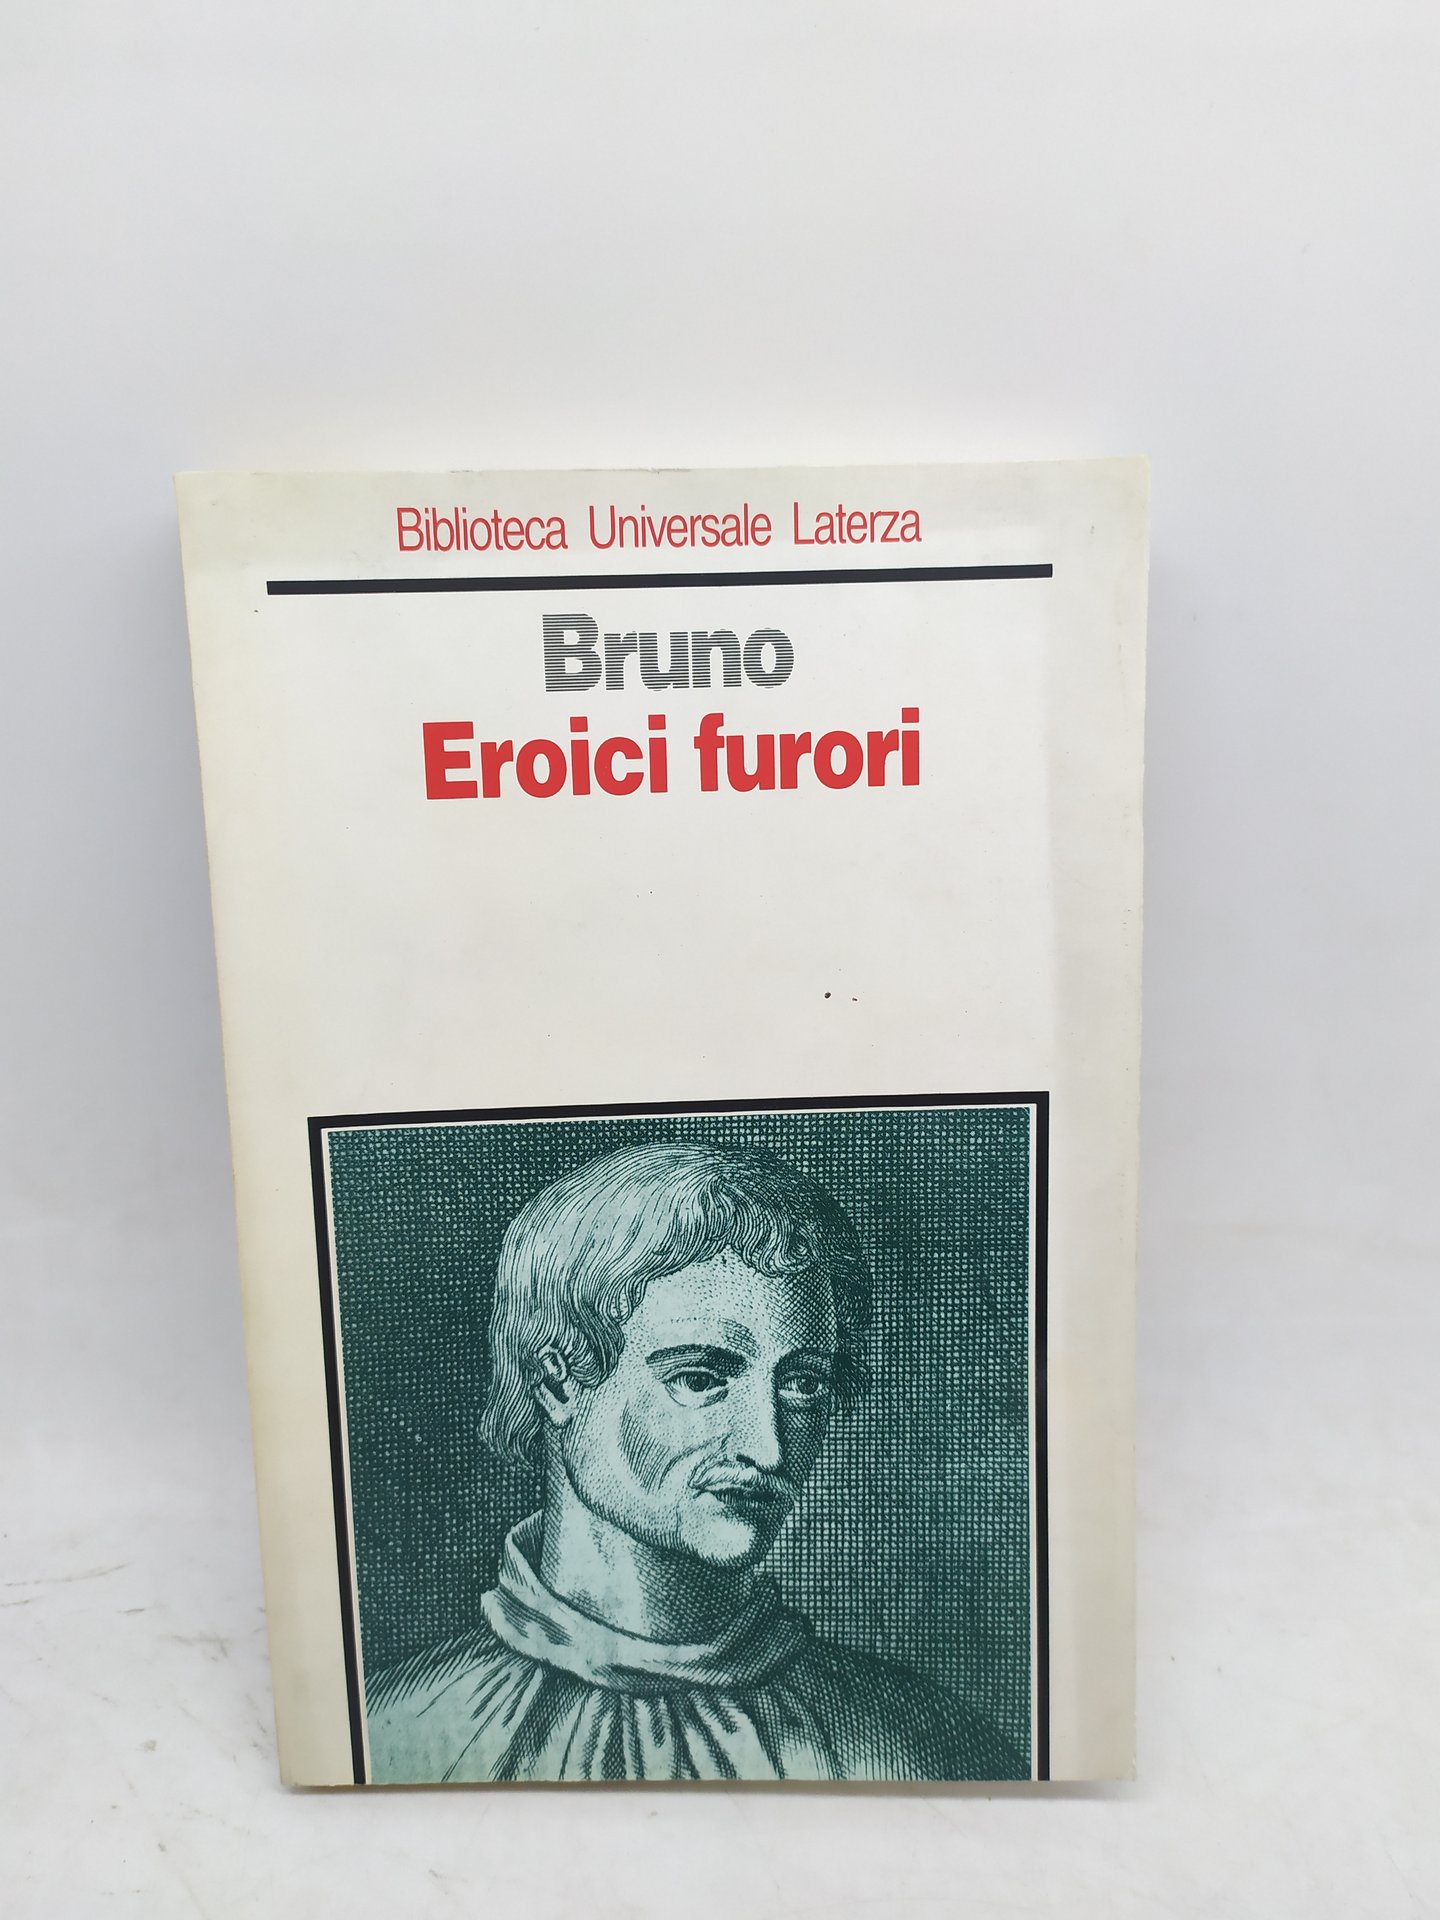 Biblioteca Universale Laterza
Bruno
Eroici furori